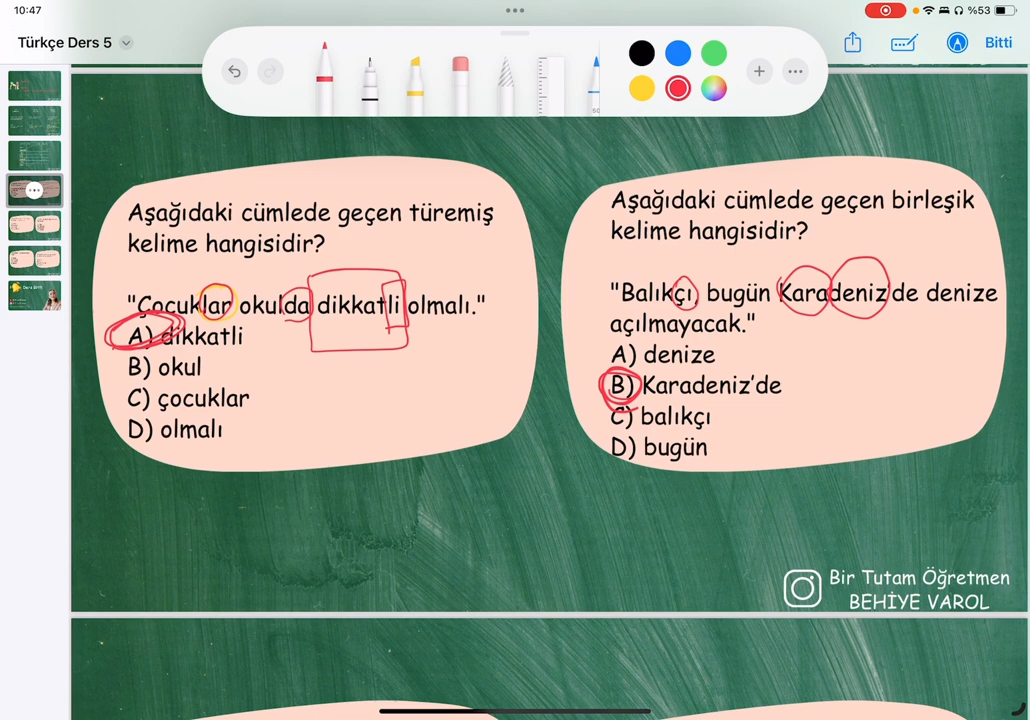 10:47
%53
Türkçe Ders 5
Bitti
Aşağıdaki cümlede geçen türemiş
kelime hangisidir?
"Çocuklar okulda dikkatli olmalı."
A) dikkatli
B) okul
C) çocuklar
D) olmalı
Aşağıdaki cümlede geçen birleşik
kelime hangisidir?
"Balıkçı, bugün Karadeniz'de denize
açılmayacak."
A) denize
B) Karadeniz'de
C) balıkçı
D) bugün
Bir Tutam Öğretmen
BEHİYE VAROL